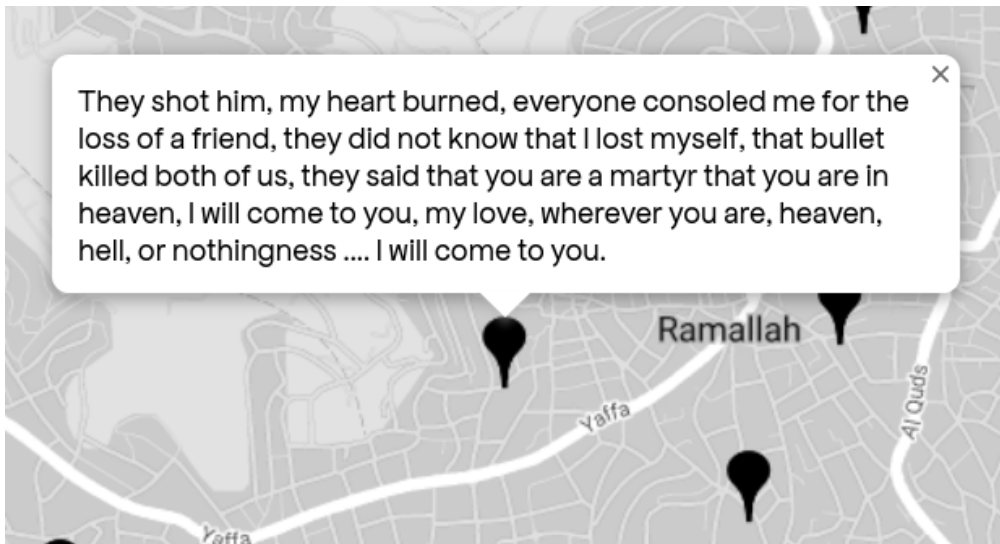 They shot him, my heart burned, everyone consoled me for the
loss of a friend, they did not know that I lost myself, that bullet
killed both of us, they said that you are a martyr that you are in
heaven, I will come to you, my love, wherever you are, heaven,
hell, or nothingness .... I will come to you.
Ramallah
Yaffa
Al Quds
Yaffa